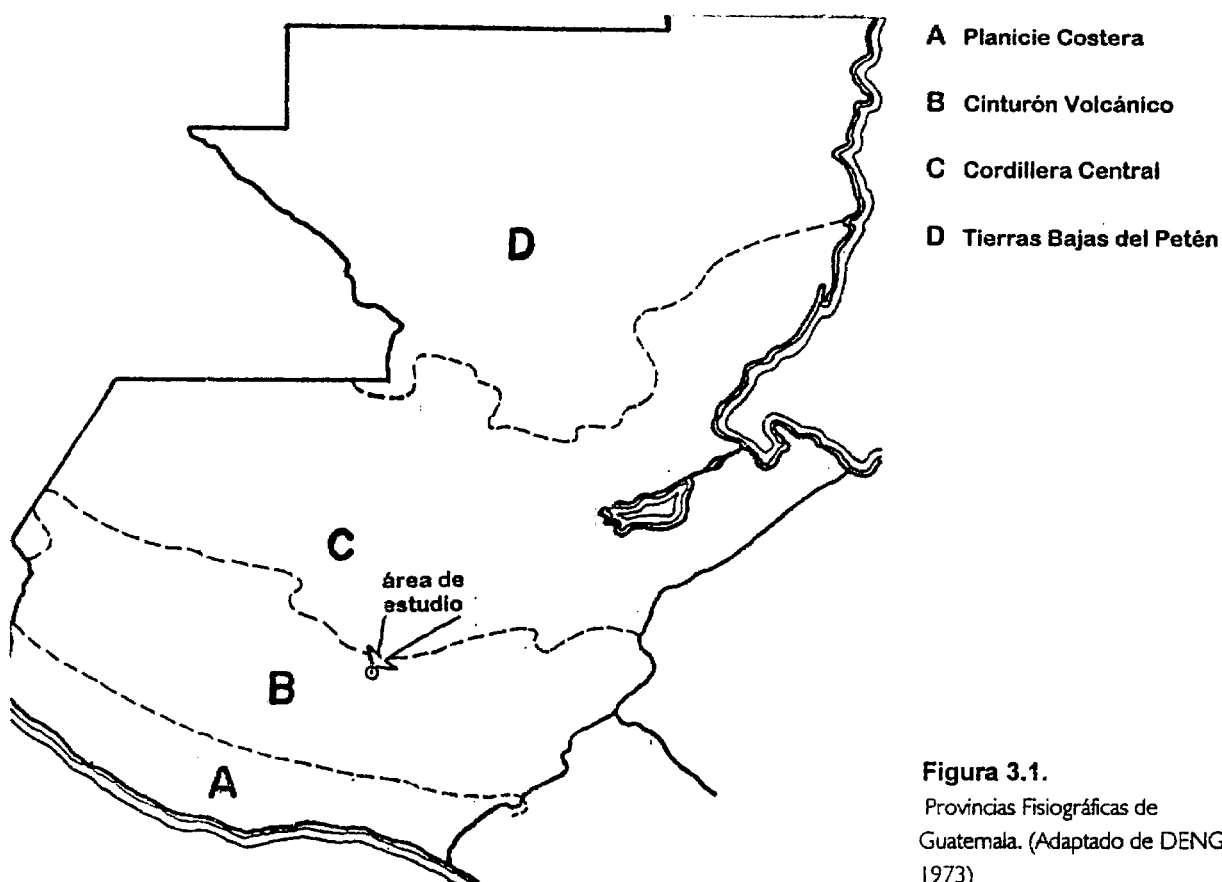 A Planicie Costera
B Cinturón Volcánico
C Cordillera Central
D Tierras Bajas del Petén
D
C
área de
estudio
B
A
Figura 3.1.
Provincias Fisiográficas de
Guatemala. (Adaptado de DENG
1973)